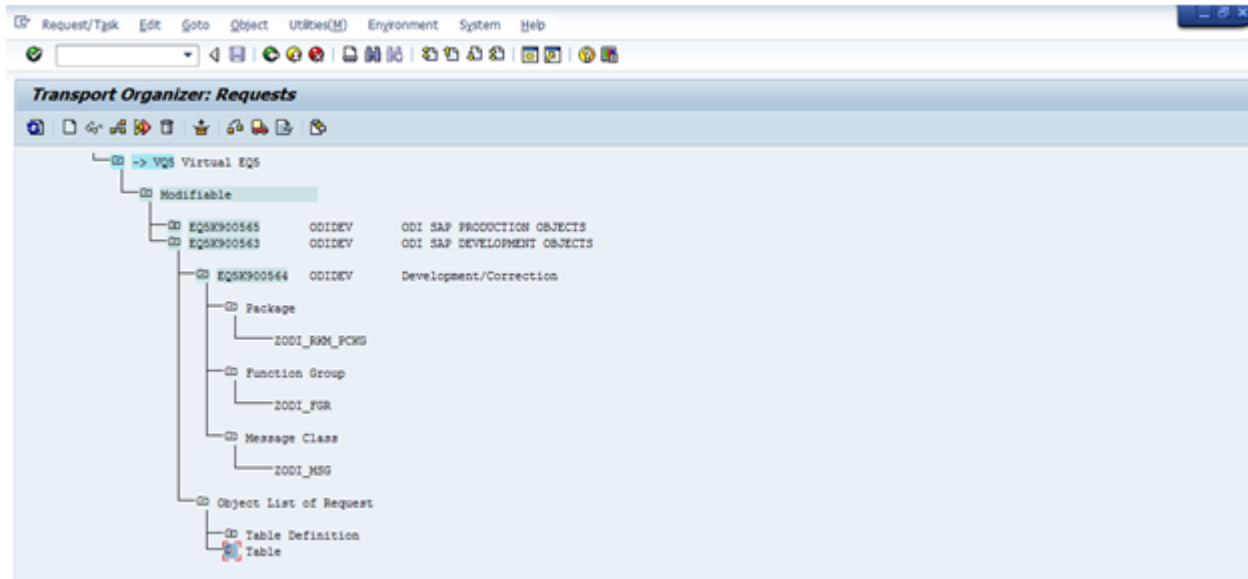 Request/Task Edit Goto Object Utilities(M) Environment System Help
Transport Organizer: Requests
-> VQ5 Virtual EQ5
Modifiable
EQ5K900565 ODIDEV ODI SAP PRODUCTION OBJECTS
EQ5K900563 ODIDEV ODI SAP DEVELOPMENT OBJECTS
EQ5K900564 ODIDEV Development/Correction
Package
ZODI_RKM_PCKG
Function Group
ZODI_FGR
Message Class
ZODI_MSG
Object List of Request
Table Definition
Table